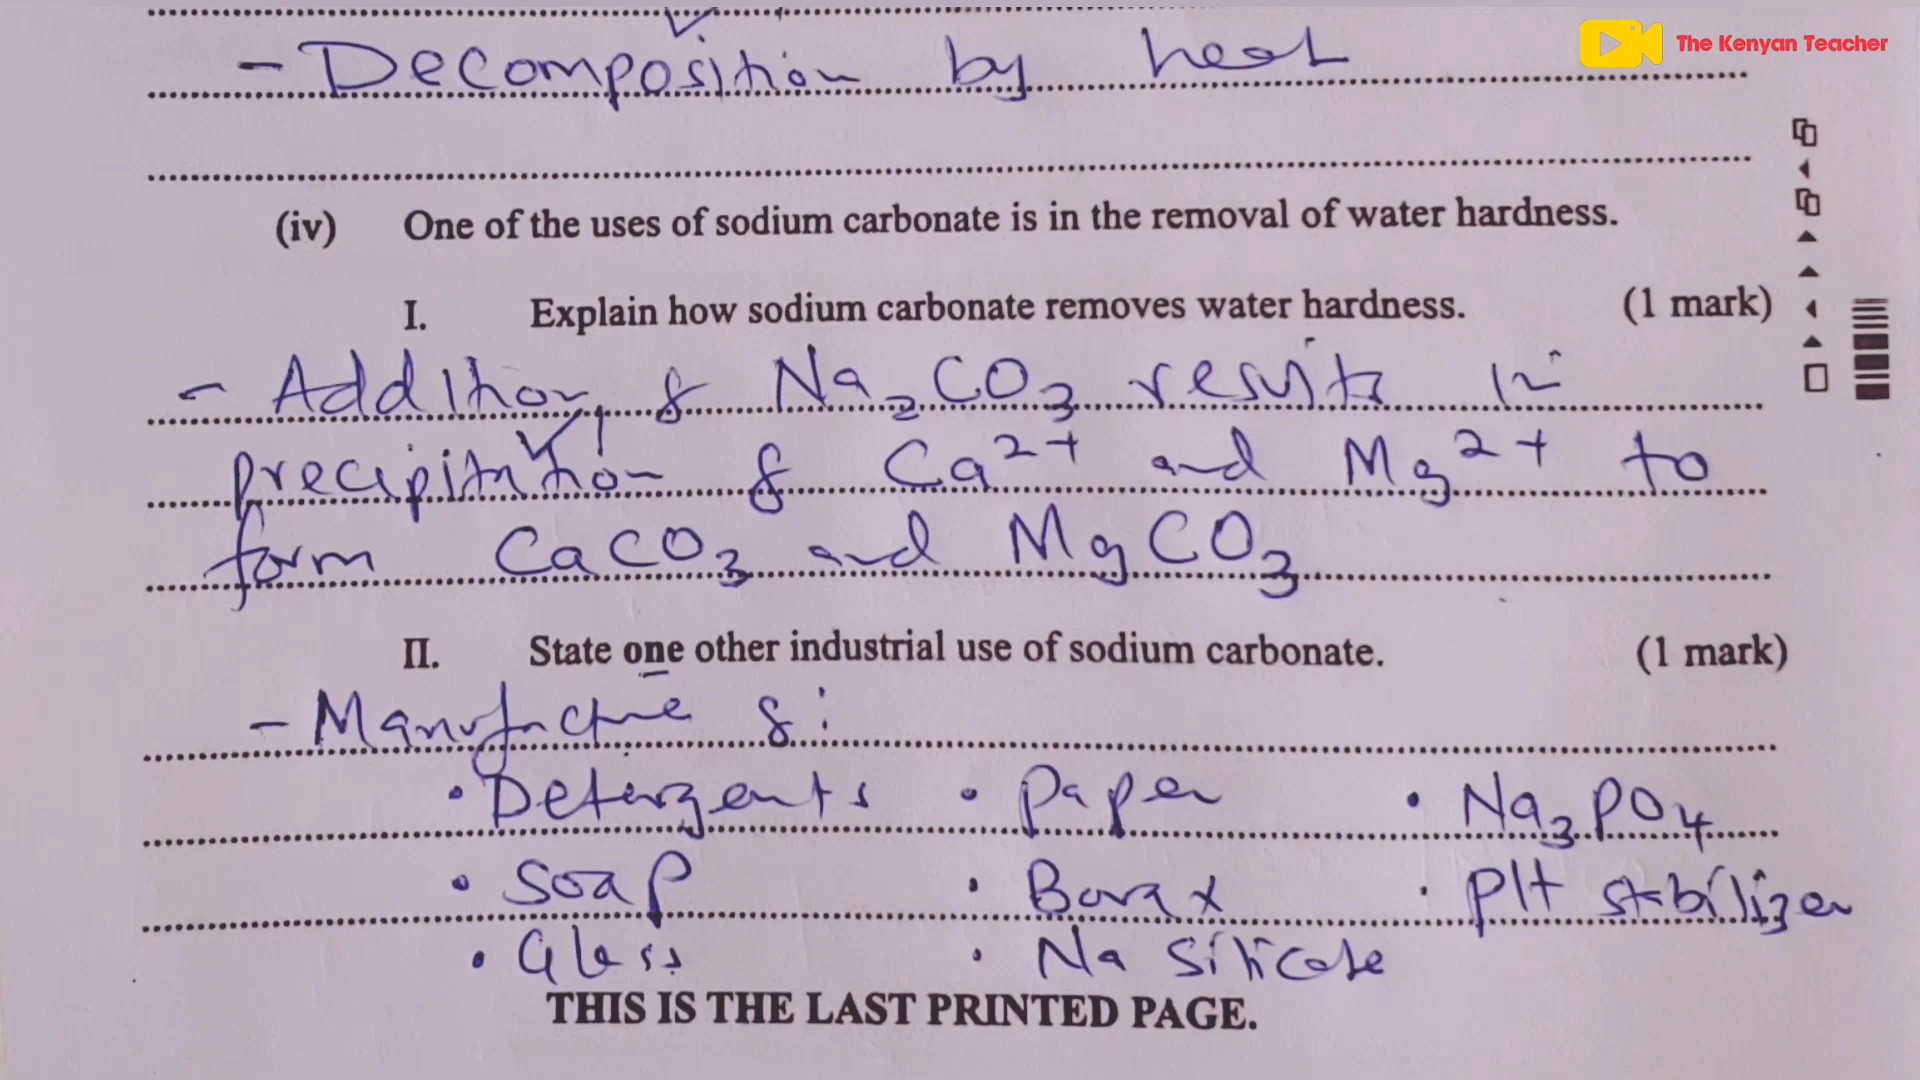 The Kenyan Teacher
- Decomposition by heat
(iv) One of the uses of sodium carbonate is in the removal of water hardness.
I. Explain how sodium carbonate removes water hardness. (1 mark)
- Addition of Na₂CO₃ results in
precipitation of Ca²⁺ and Mg²⁺ to
form CaCO₃ and MgCO₃
II. State one other industrial use of sodium carbonate. (1 mark)
- Manufacture of:
• Detergents • Paper • Na₃PO₄
• Soap • Borax • PH stabilizer
• Glass • Na silicate
THIS IS THE LAST PRINTED PAGE.